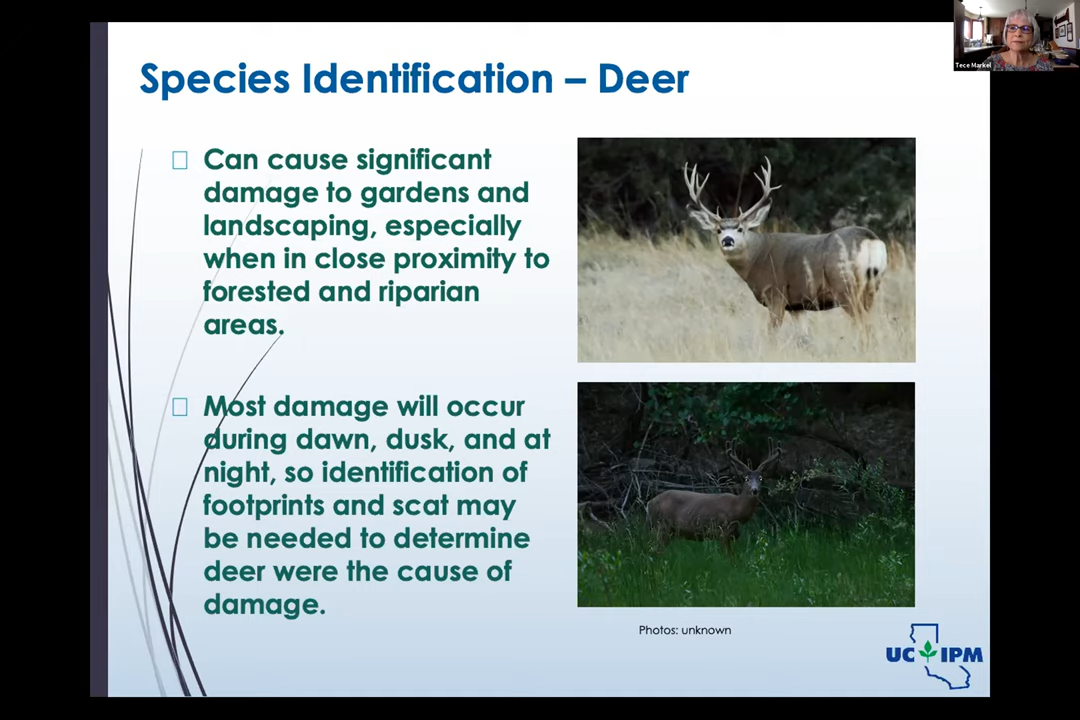 Species Identification – Deer
Can cause significant
damage to gardens and
landscaping, especially
when in close proximity to
forested and riparian
areas.
Most damage will occur
during dawn, dusk, and at
night, so identification of
footprints and scat may
be needed to determine
deer were the cause of
damage.
Photos: unknown
UC IPM
Tece Markel